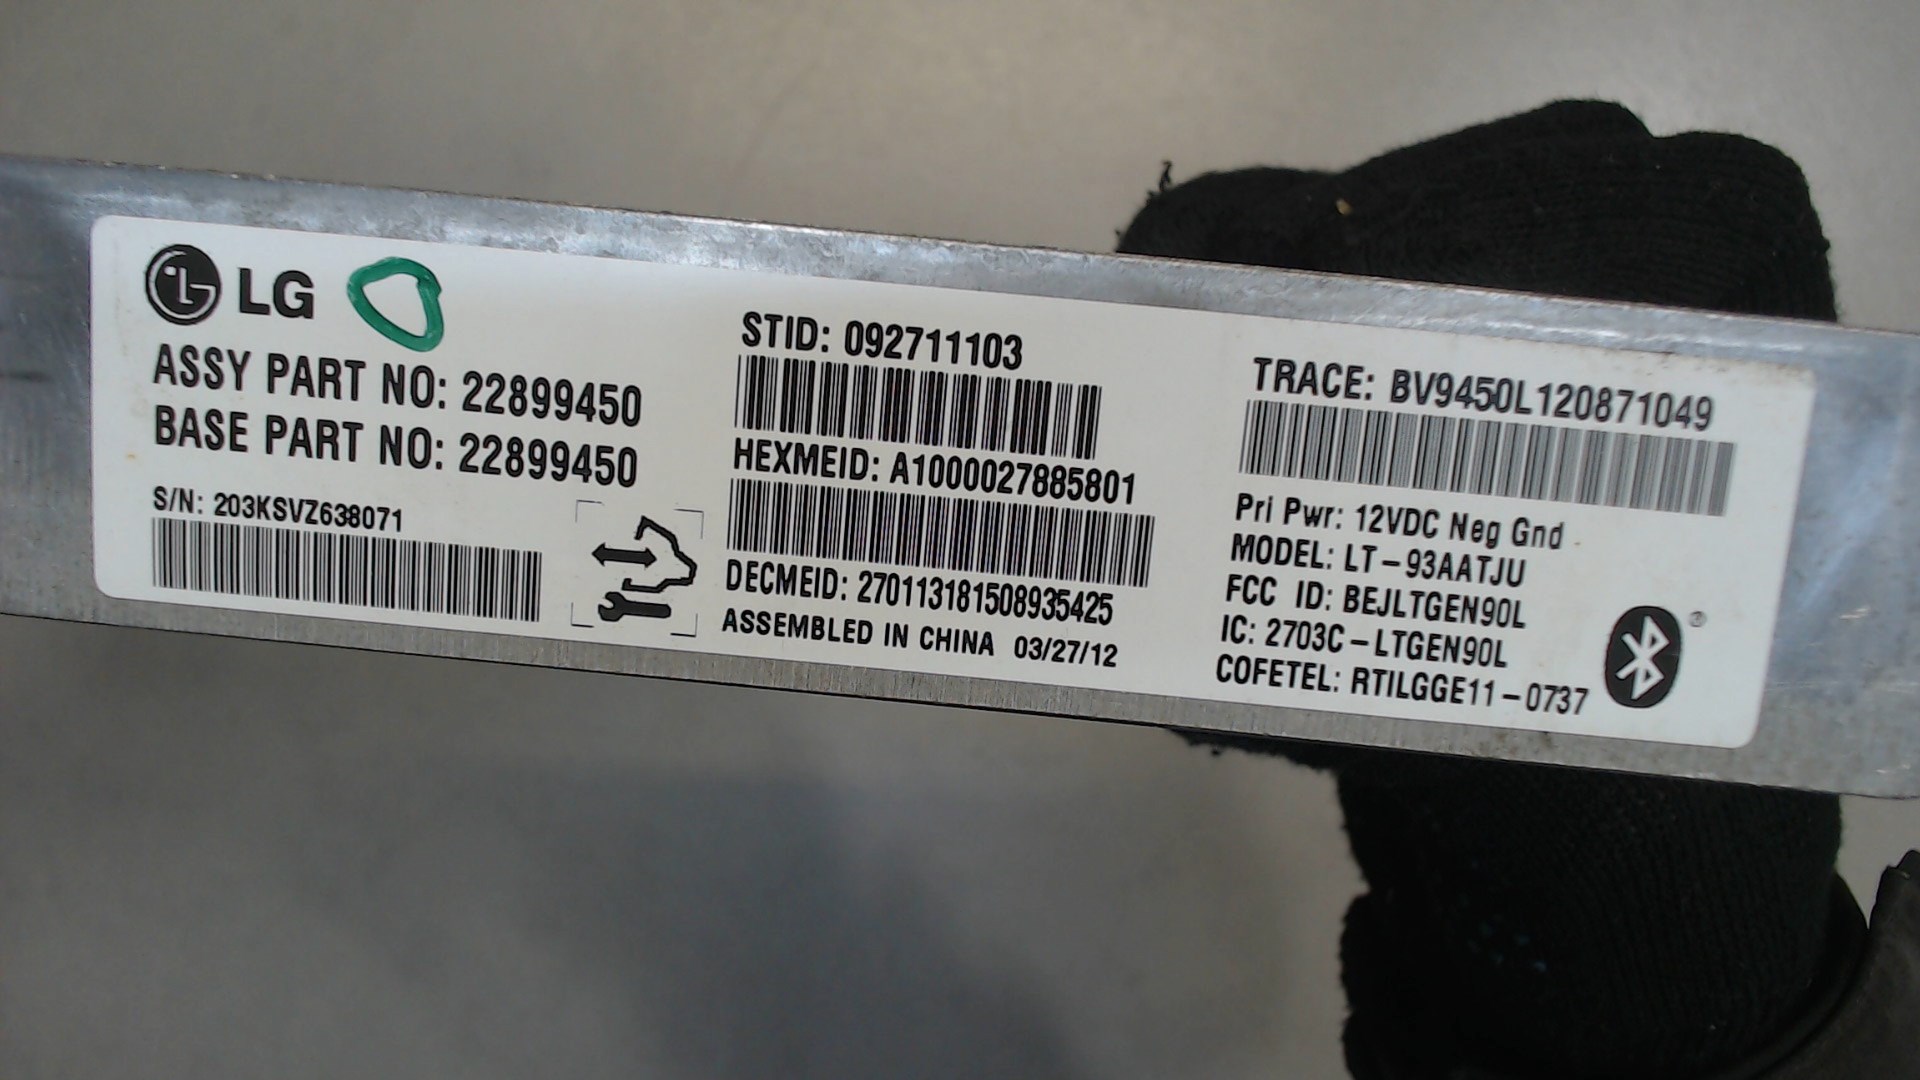 LG
ASSY PART NO: 22899450
BASE PART NO: 22899450
S/N: 203KSVZ638071
STID: 092711103
HEXMEID: A1000027885801
DECMEID: 270113181508935425
ASSEMBLED IN CHINA 03/27/12
TRACE: BV9450L120871049
Pri Pwr: 12VDC Neg Gnd
MODEL: LT-93AATJU
FCC ID: BEJLTGEN90L
IC: 2703C-LTGEN90L
COFETEL: RTILGGE11-0737
®